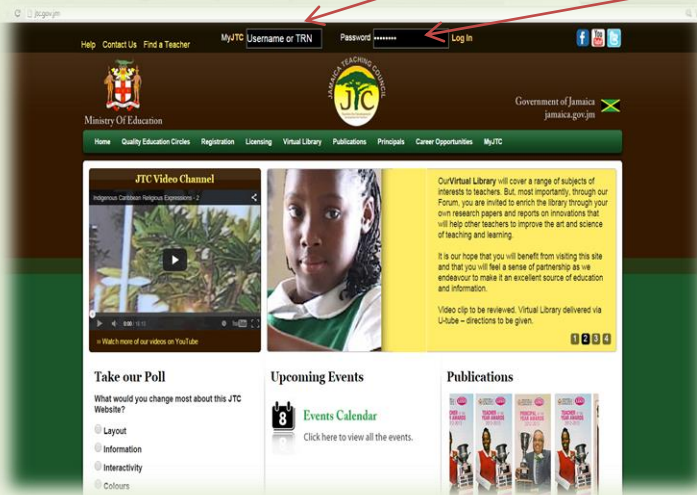 jtc.gov.jm
Help Contact Us Find a Teacher MyJTC Username or TRN Password •••••••• Log In
JAMAICA TEACHING COUNCIL
JTC
Ministry Of Education
Government of Jamaica
jamaica.gov.jm
Home Quality Education Circles Registration Licensing Virtual Library Publications Principals Career Opportunities MyJTC
JTC Video Channel
Indigenous Caribbean Religious Expressions - 2
0:00
YouTube
» Watch more of our videos on YouTube
OurVirtual Library will cover a range of subjects of
interests to teachers. But, most importantly, through our
Forum, you are invited to enrich the library through your
own research papers and reports on innovations that
will help other teachers to improve the art and science
of teaching and learning.
It is our hope that you will benefit from visiting this site
and that you will feel a sense of partnership as we
endeavour to make it an excellent source of education
and information.
Video clip to be reviewed. Virtual Library delivered via
U-tube – directions to be given.
1 2 3 4
Take our Poll
What would you change most about this JTC
Website?
Layout
Information
Interactivity
Colours
Upcoming Events
8
Events Calendar
Click here to view all the events.
Publications